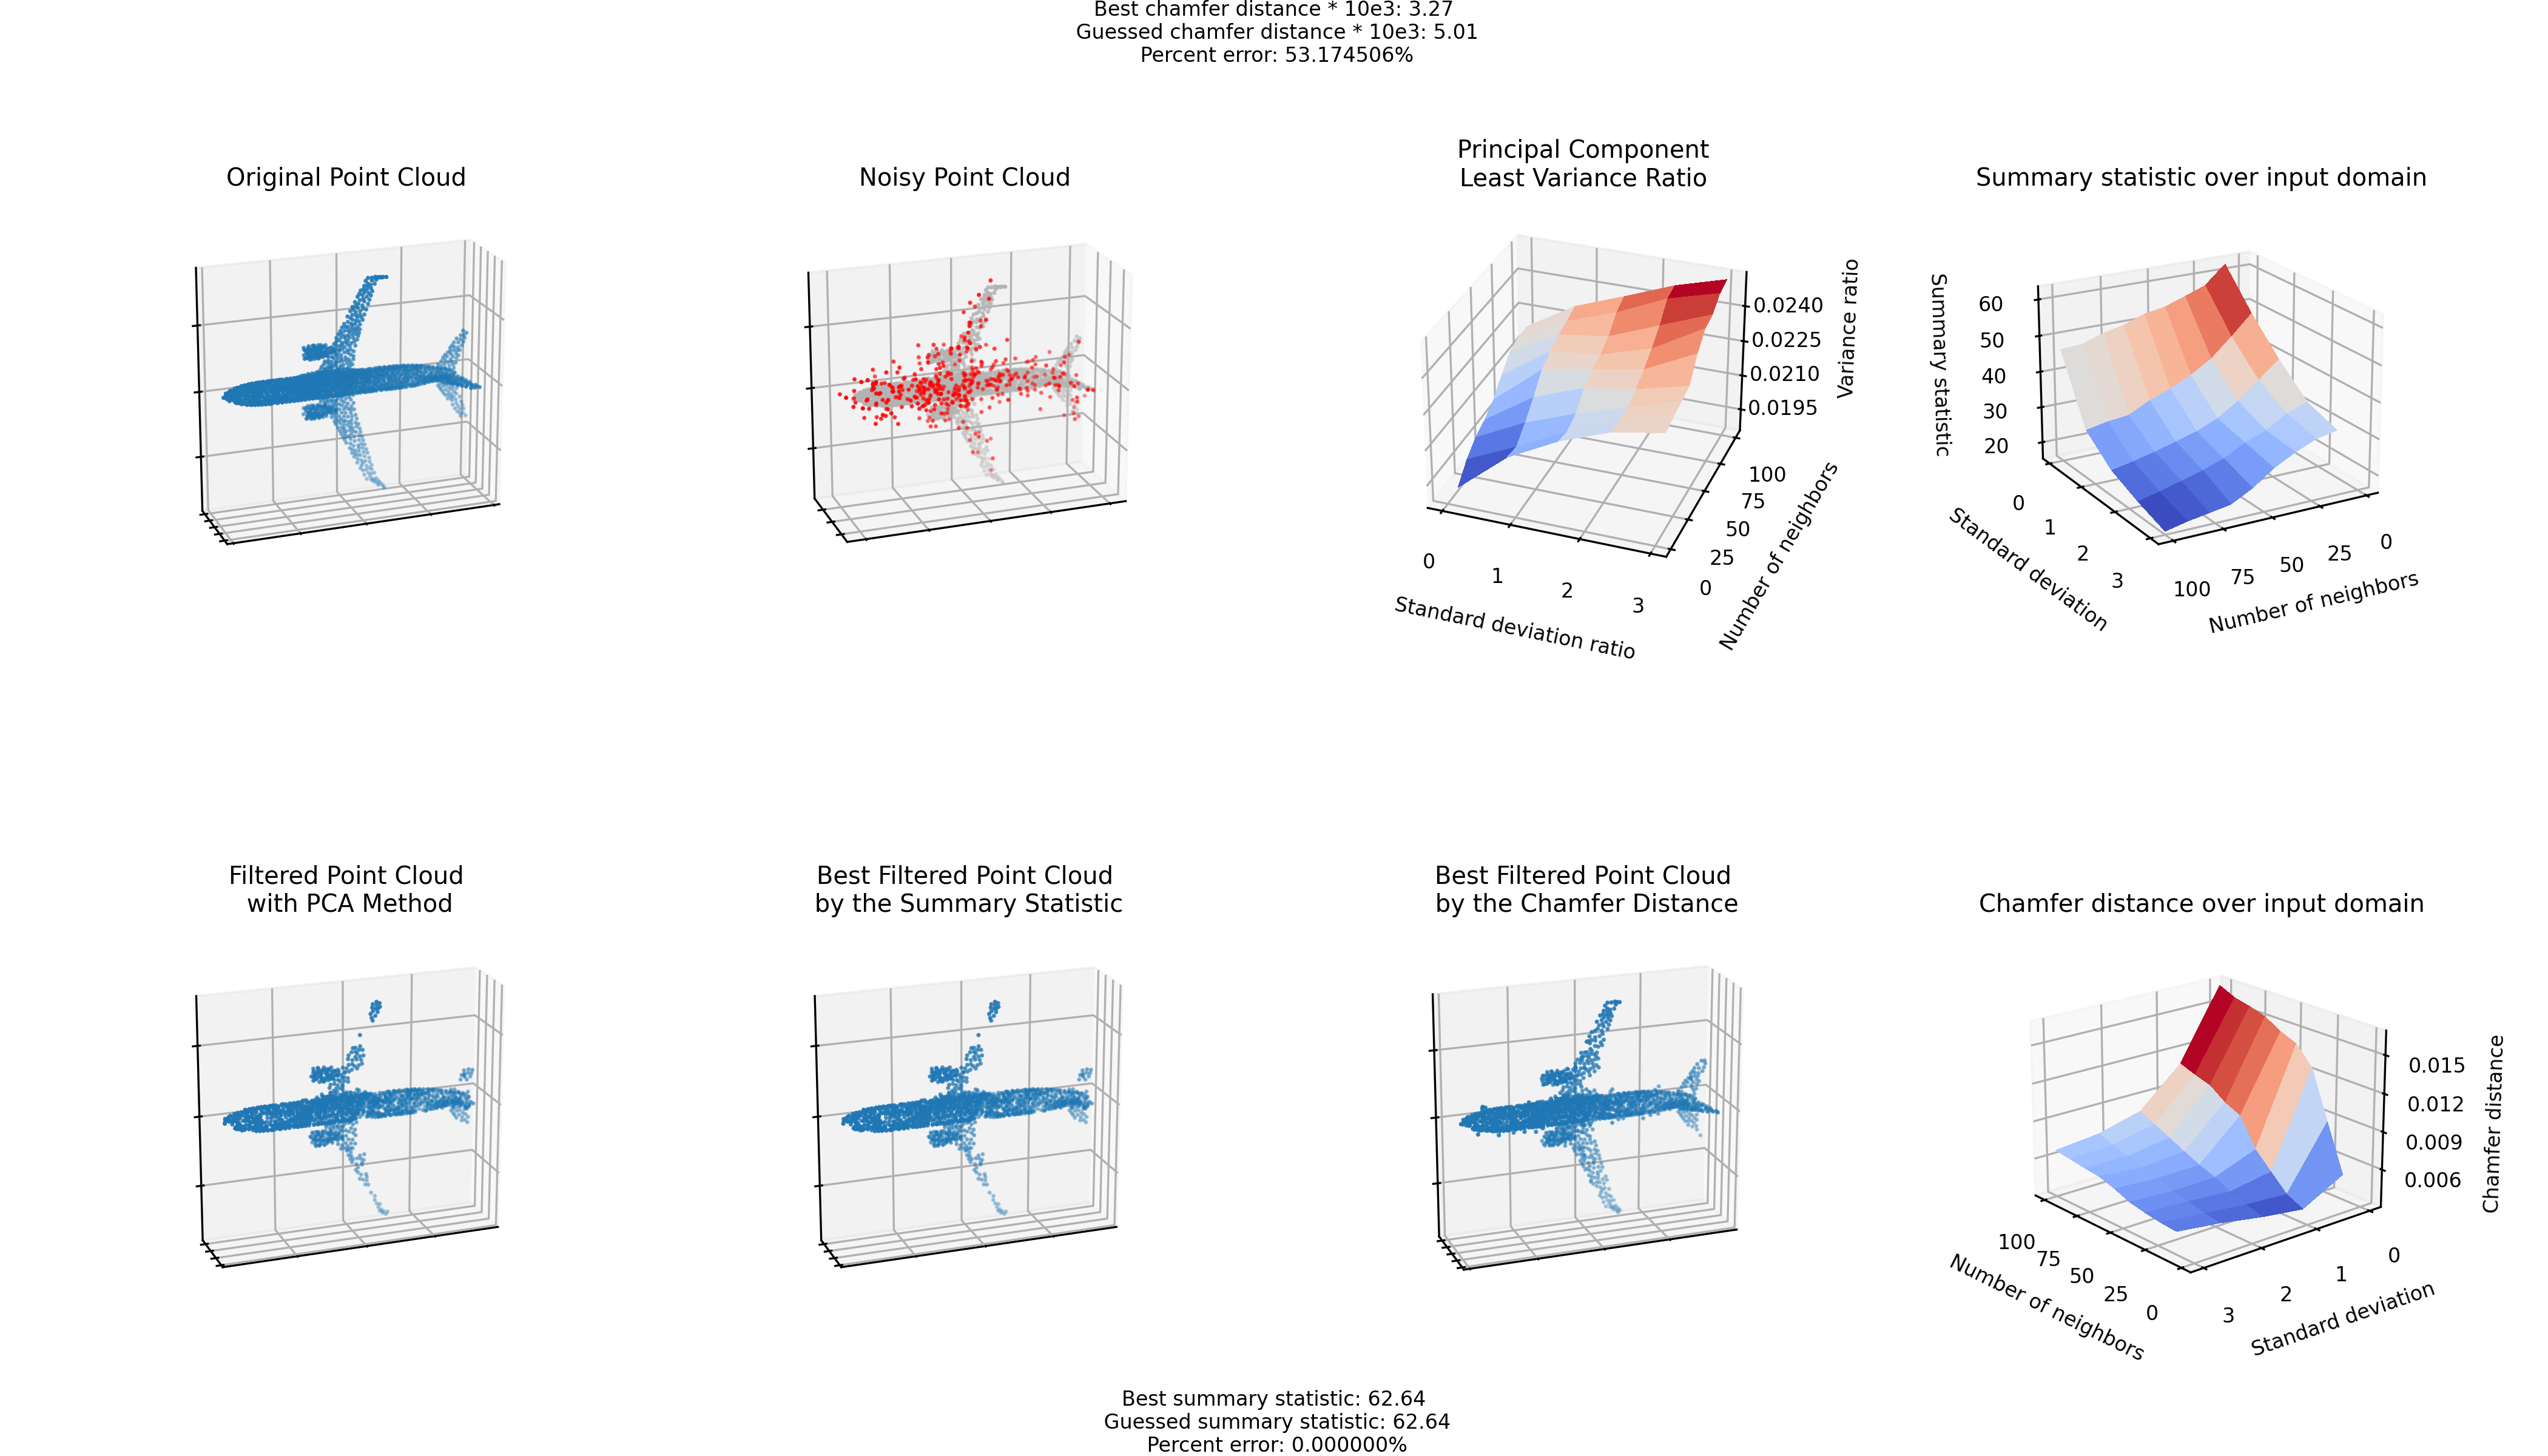 Best chamfer distance * 10e3: 3.27
Guessed chamfer distance * 10e3: 5.01
Percent error: 53.174506%
Original Point Cloud
Noisy Point Cloud
Principal Component
Least Variance Ratio
0.0240
0.0225
0.0210
0.0195
Variance ratio
0
1
2
3
Standard deviation ratio
100
75
50
25
0
Number of neighbors
Summary statistic over input domain
Summary statistic
60
50
40
30
20
0
1
2
3
Standard deviation
100
75
50
25
0
Number of neighbors
Filtered Point Cloud
with PCA Method
Best Filtered Point Cloud
by the Summary Statistic
Best Filtered Point Cloud
by the Chamfer Distance
Chamfer distance over input domain
0.015
0.012
0.009
0.006
Chamfer distance
100
75
50
25
0
Number of neighbors
3
2
1
0
Standard deviation
Best summary statistic: 62.64
Guessed summary statistic: 62.64
Percent error: 0.000000%